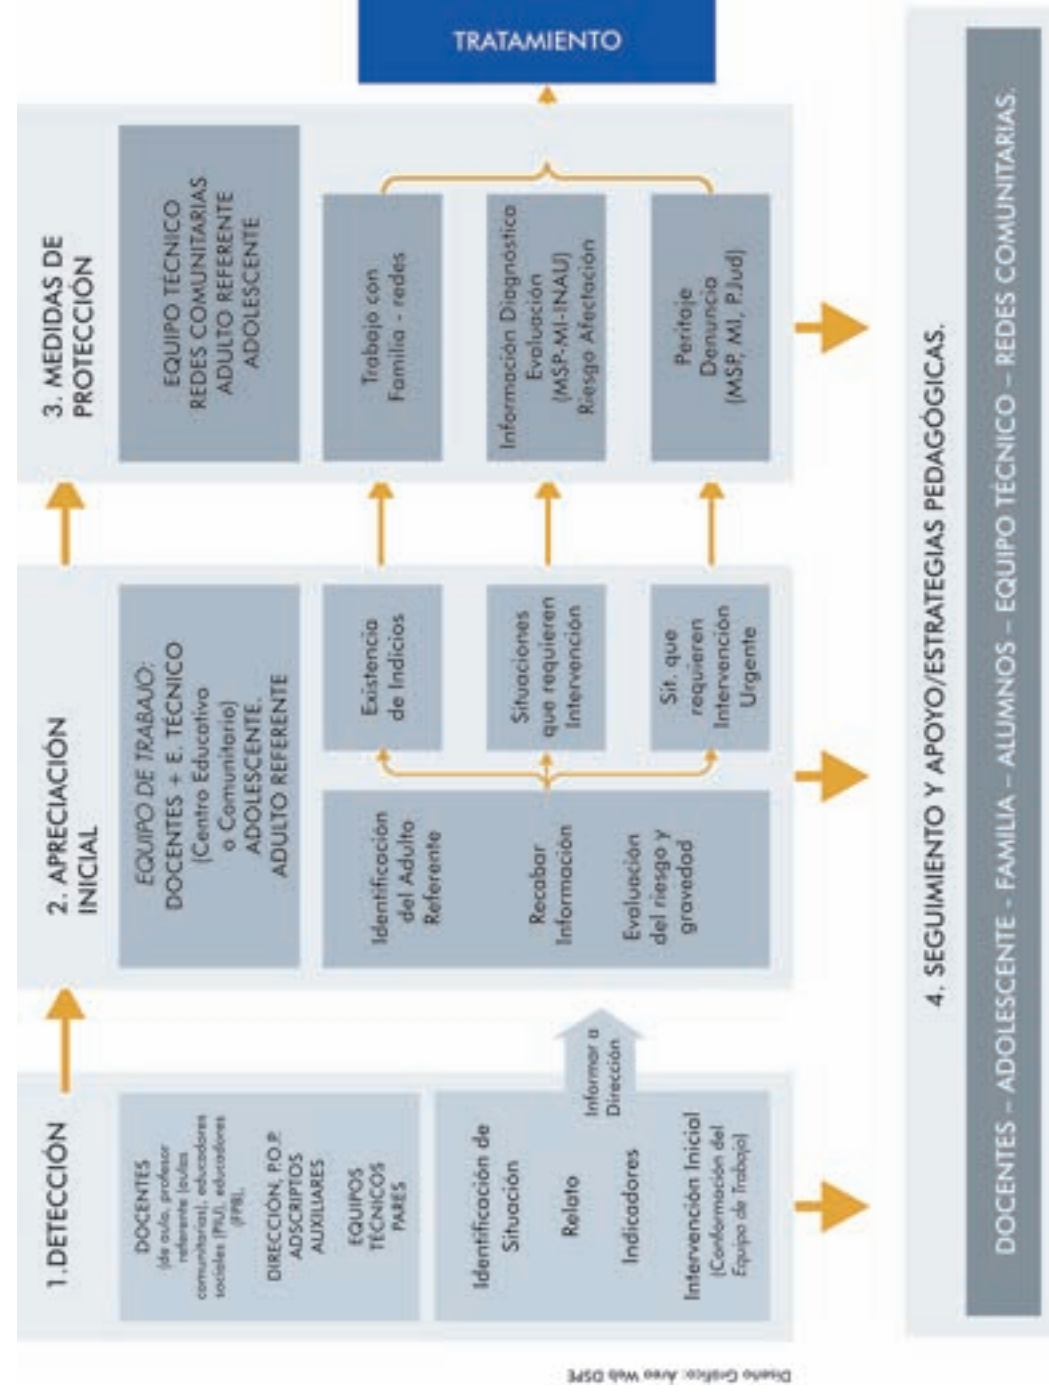 1.DETECCIÓN
DOCENTES
(de aula, profesor
referente (aulas
comunitarias), educadores
sociales (PIU), educadores
(FPB),
DIRECCIÓN, P.O.P.
ADSCRIPTOS
AUXILIARES
EQUIPOS
TÉCNICOS
PARES
Identificación de
Situación
Relato
Indicadores
Intervención Inicial
(Conformación del
Equipo de Trabajo)
Informar a
Dirección
2. APRECIACIÓN
INICIAL
EQUIPO DE TRABAJO:
DOCENTES + E. TÉCNICO
(Centro Educativo
o Comunitario)
ADOLESCENTE.
ADULTO REFERENTE
Identificación
del Adulto
Referente
Recabar
Información
Evaluación
del riesgo y
gravedad
Existencia
de Indicios
Situaciones
que requieren
Intervención
Sit. que
requieren
Intervención
Urgente
3. MEDIDAS DE
PROTECCIÓN
EQUIPO TECNICO
REDES COMUNITARIAS
ADULTO REFERENTE
ADOLESCENTE
Trabajo con
Familia - redes
Información Diagnóstica
Evaluación
(MSP-MI-INAU)
Riesgo Afectación
Peritaje
Denuncia
(MSP, MI, P.Jud)
TRATAMIENTO
4. SEGUIMIENTO Y APOYO/ESTRATEGIAS PEDAGÓGICAS.
DOCENTES – ADOLESCENTE - FAMILIA – ALUMNOS – EQUIPO TÉCNICO – REDES COMUNITARIAS.
Diseño Gráfico: Área Web DSPE